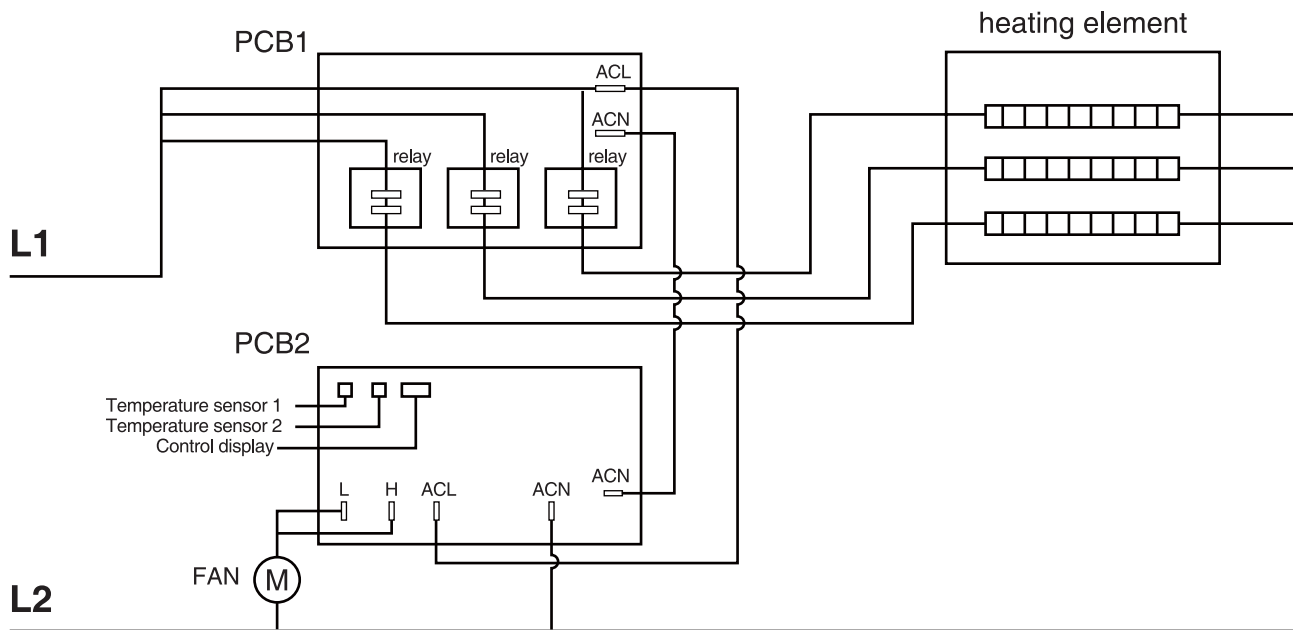 heating element
PCB1
ACL
ACN
relay
relay
relay
L1
PCB2
Temperature sensor 1
Temperature sensor 2
Control display
L
H
ACL
ACN
ACN
FAN
M
L2